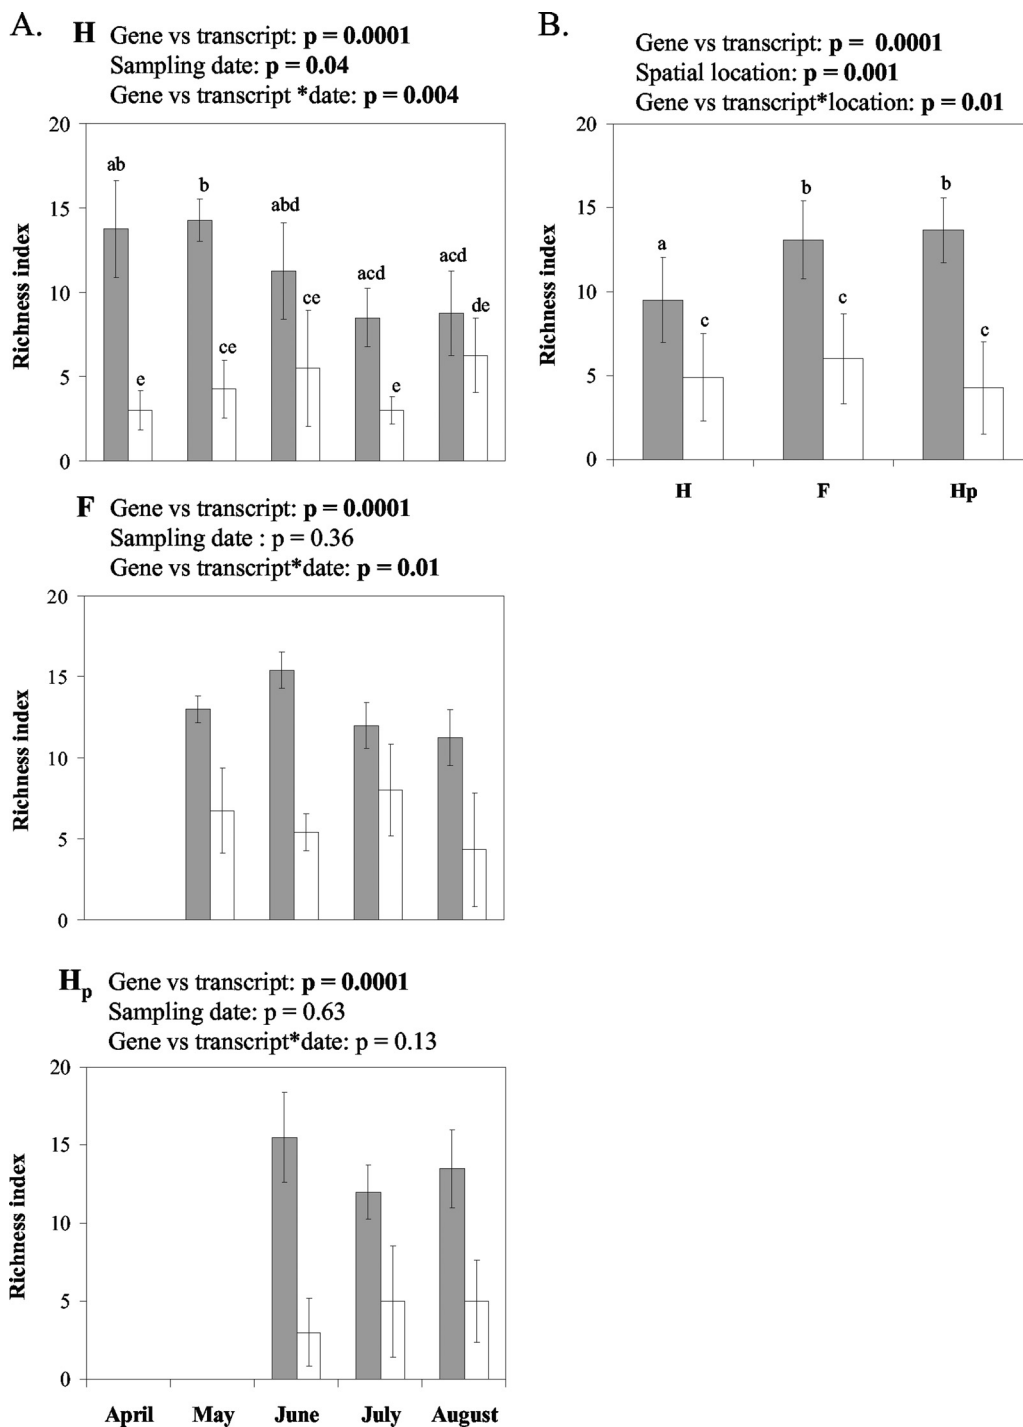 A.
H Gene vs transcript: p = 0.0001
Sampling date: p = 0.04
Gene vs transcript *date: p = 0.004
20
15
10
5
0
Richness index
ab
e
b
ce
abd
ce
acd
e
acd
de
F Gene vs transcript: p = 0.0001
Sampling date : p = 0.36
Gene vs transcript*date: p = 0.01
20
15
10
5
0
Richness index
Hp Gene vs transcript: p = 0.0001
Sampling date: p = 0.63
Gene vs transcript*date: p = 0.13
20
15
10
5
0
Richness index
April May June July August
B.
Gene vs transcript: p = 0.0001
Spatial location: p = 0.001
Gene vs transcript*location: p = 0.01
20
15
10
5
0
Richness index
a
c
b
c
b
c
H F Hp